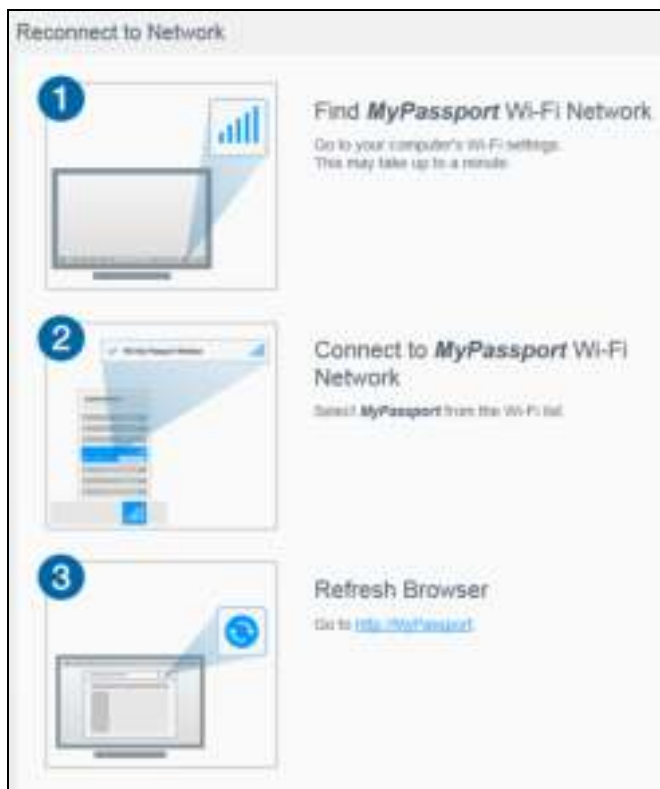 Reconnect to Network
1
Find MyPassport Wi-Fi Network
Go to your computer's Wi-Fi settings.
This may take up to a minute.
2
Connect to MyPassport Wi-Fi
Network
Select MyPassport from the Wi-Fi list.
3
Refresh Browser
Go to http://MyPassport